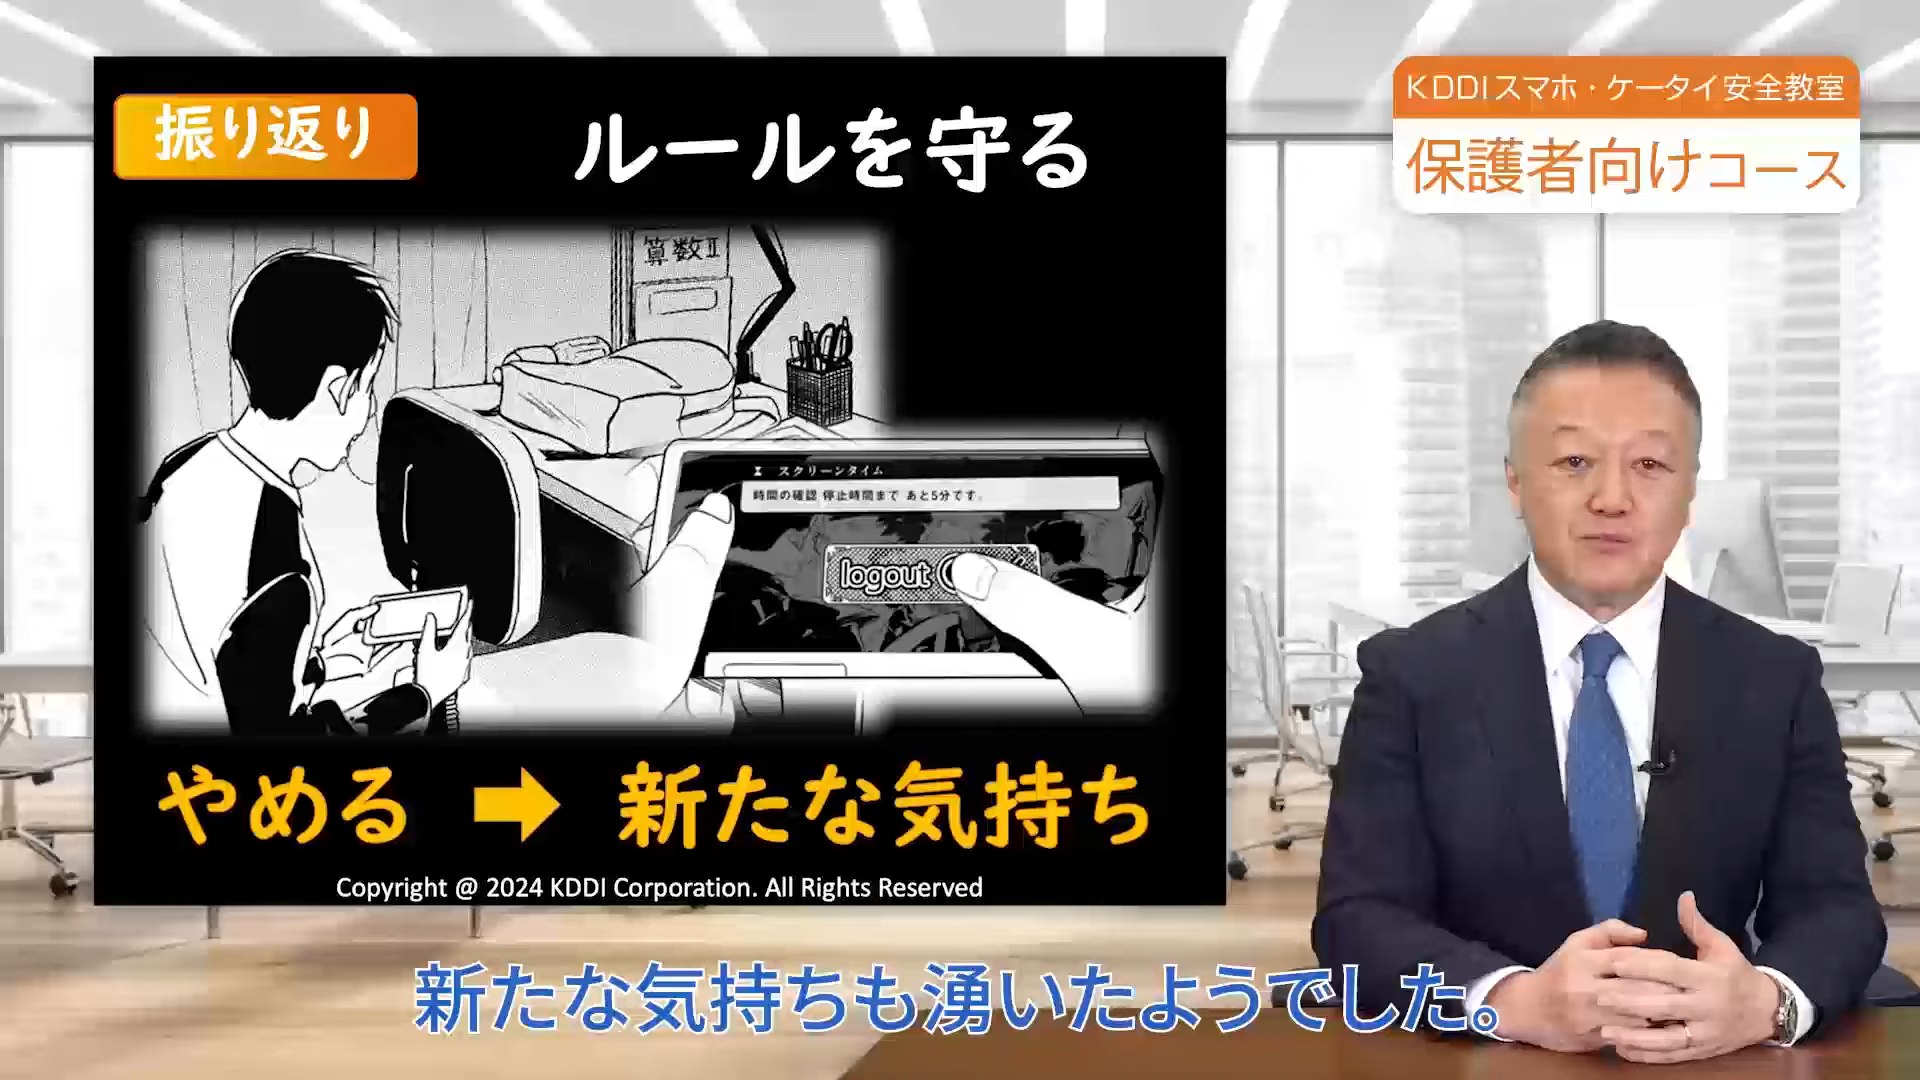 振り返り
ルールを守る
KDDIスマホ・ケータイ安全教室
保護者向けコース
算数Ⅱ
スクリーンタイム
時間の確認 停止時間まで あと5分です。
logout
やめる ➡ 新たな気持ち
Copyright @ 2024 KDDI Corporation. All Rights Reserved
新たな気持ちも湧いたようでした。